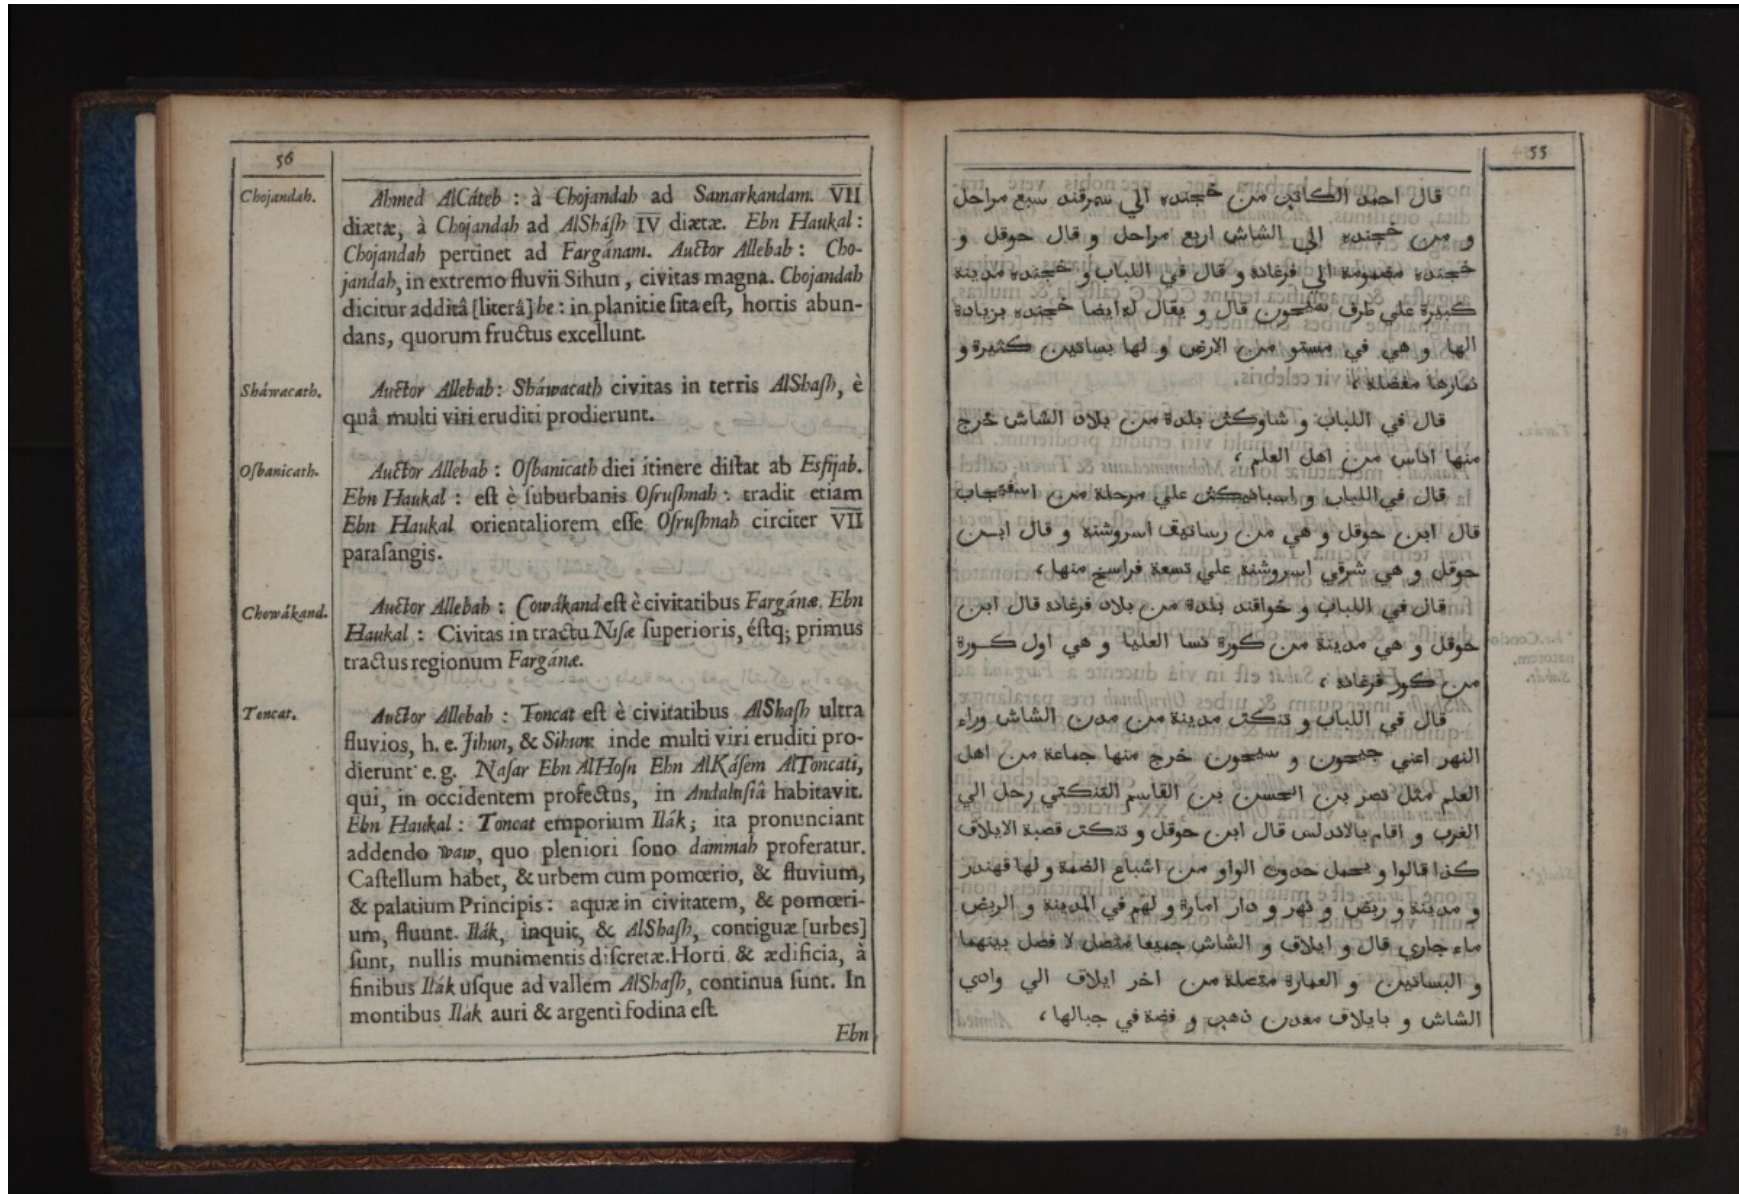 55
قال احمد الكاتب من خجنده الي سمرقند سبع مراحل
و من خجنده الي الشاش اربع مراحل و قال حوقل و
خجنده مضمومة الي فرغانة و قال في اللباب و خجنده مدينة
كبيرة علي طرف سيحون قال و يقال له ايضا خجنده بزيادة
الها و هي في مستو من الارض و لها بساتين كثيرة و
ثمارها مفضلة ،
قال في اللباب و شاوكث بلدة من بلاد الشاش خرج
منها اناس من اهل العلم ،
قال في اللباب و اسبانيكث علي مرحلة من اسفيجاب
قال ابن حوقل و هي من رساتيق اسروشنة و قال ابن
حوقل و هي شرقي اسروشنة علي تسعة فراسخ منها ،
قال في اللباب و خواقند بلدة من بلاد فرغانة قال ابن
حوقل و هي مدينة من كورة نسا العليا و هي اول كورة
من كور فرغانة ،
قال في اللباب و تنكت مدينة من مدن الشاش وراء
النهر اعني جيحون و سيحون خرج منها جماعة من اهل
العلم مثل نصر بن الحسن بن القاسم التنكتي رحل الي
الغرب و اقام بالاندلس قال ابن حوقل و تنكت قصبة الايلاق
كذا قالوا و يحمل حدوث الواو من اشباع الضمة و لها قهندر
و مدينة و ربض و نهر و دار امارة و لهم في المدينة و الربض
ماء جاري قال و ايلاق و الشاش جميعا متصل لا فصل بينهما
و البساتين و العمارة متصلة من اخر ايلاق الي وادي
الشاش و بايلاق معدن ذهب و فضة في جبالها ،
56
Chojandah.
Ahmed AlCáteb : à Chojandah ad Samarkandam. VII
diætæ, à Chojandah ad AlSháſh IV diætæ. Ebn Haukal :
Chojandah pertinet ad Fargánam. Auctor Allebab : Cho-
jandah, in extremo fluvii Sihun, civitas magna. Chojandah
dicitur additâ [literâ] he : in planitie ſita eſt, hortis abun-
dans, quorum fructus excellunt.
Sháwacath.
Auctor Allebab : Sháwacath civitas in terris AlShaſh, è
quâ multi viri eruditi prodierunt.
Oſbanicath.
Auctor Allebab : Oſbanicath diei itinere diſtat ab Esfijab.
Ebn Haukal : eſt è ſuburbanis Oſruſhnah : tradit etiam
Ebn Haukal orientaliorem eſſe Oſruſhnah circiter VII
paraſangis.
Chowákand.
Auctor Allebab : Cowákand eſt è civitatibus Fargánæ. Ebn
Haukal : Civitas in tractu Niſæ ſuperioris, éſtq; primus
tractus regionum Fargánæ.
Toncat.
Auctor Allebab : Toncat eſt è civitatibus AlShaſh ultra
fluvios, h. e. Jihun, & Sihun: inde multi viri eruditi pro-
dierunt e. g. Naſar Ebn AlHoſn Ebn AlKáſem AlToncati,
qui, in occidentem profectus, in Andaluſiâ habitavit.
Ebn Haukal : Toncat emporium Ilák; ita pronunciant
addendo waw, quo pleniori ſono dammah proferatur.
Caſtellum habet, & urbem cum pomœrio, & fluvium,
& palatium Principis : aquæ in civitatem, & pomœri-
um, fluunt. Ilák, inquit, & AlShaſh, contiguæ [urbes]
ſunt, nullis munimentis diſcretæ. Horti & ædificia, à
finibus Ilák uſque ad vallem AlShaſh, continua ſunt. In
montibus Ilák auri & argenti fodina eſt.
Ebn